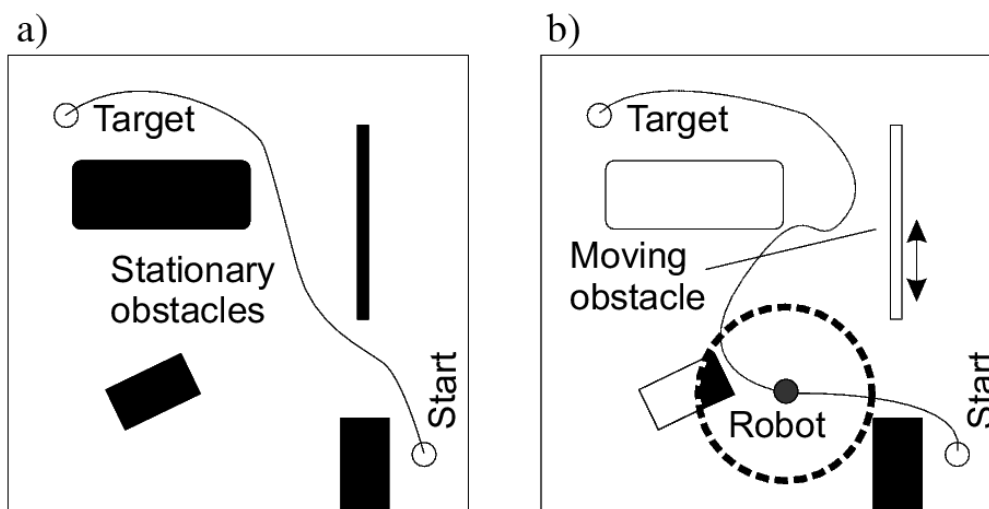 a)
Target
Stationary
obstacles
Start
b)
Target
Moving
obstacle
Robot
Start